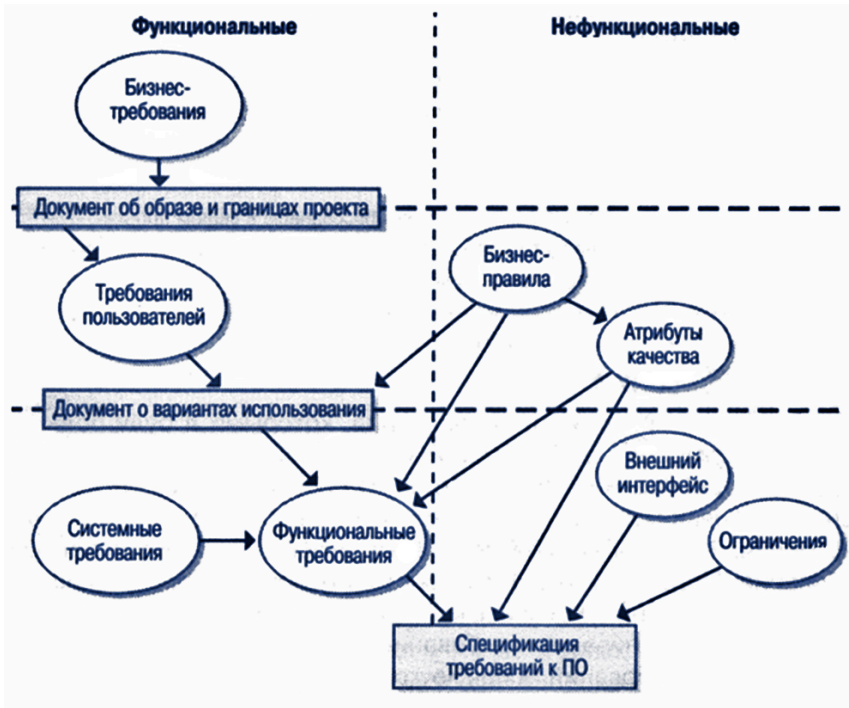 Функциональные
Нефункциональные
Бизнес-
требования
Документ об образе и границах проекта
Бизнес-
правила
Требования
пользователей
Атрибуты
качества
Документ о вариантах использования
Внешний
интерфейс
Системные
требования
Функциональные
требования
Ограничения
Спецификация
требований к ПО